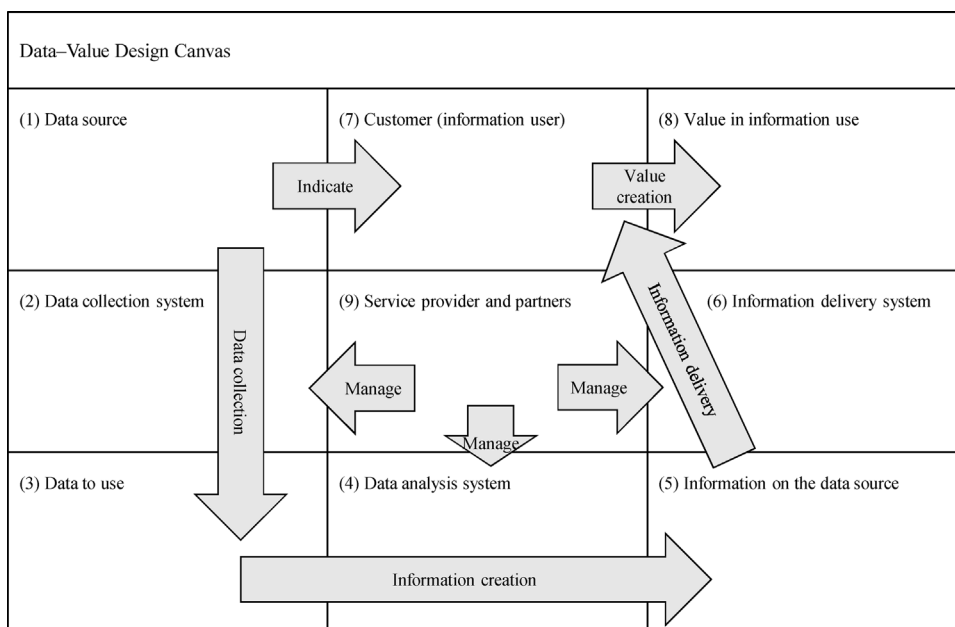 Data–Value Design Canvas
(1) Data source
(7) Customer (information user)
(8) Value in information use
Indicate
Value
creation
(2) Data collection system
(9) Service provider and partners
(6) Information delivery system
Data collection
Manage
Manage
Manage
Information delivery
(3) Data to use
(4) Data analysis system
(5) Information on the data source
Information creation